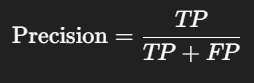 Precision = TP / TP + FP